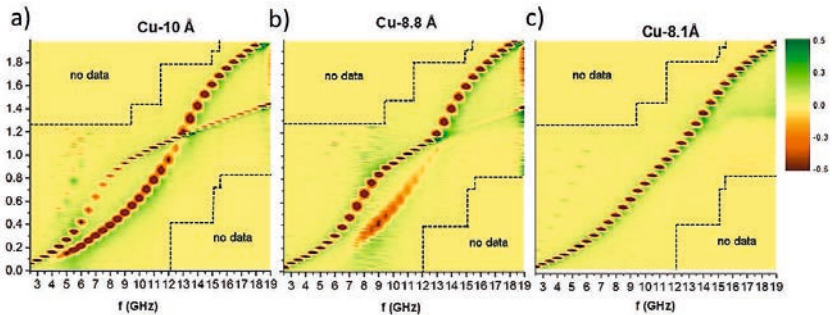 a) Cu-10 Å
b) Cu-8.8 Å
c) Cu-8.1Å
no data
no data
no data
no data
no data
no data
1.8
1.6
1.4
1.2
1.0
0.8
0.6
0.4
0.2
0.0
3 4 5 6 7 8 9 10 11 12 13 14 15 16 17 18 19
3 4 5 6 7 8 9 10 11 12 13 14 15 16 17 18 19
3 4 5 6 7 8 9 10 11 12 13 14 15 16 17 18 19
f (GHz)
f (GHz)
f (GHz)
0.5
0.3
0.0
-0.3